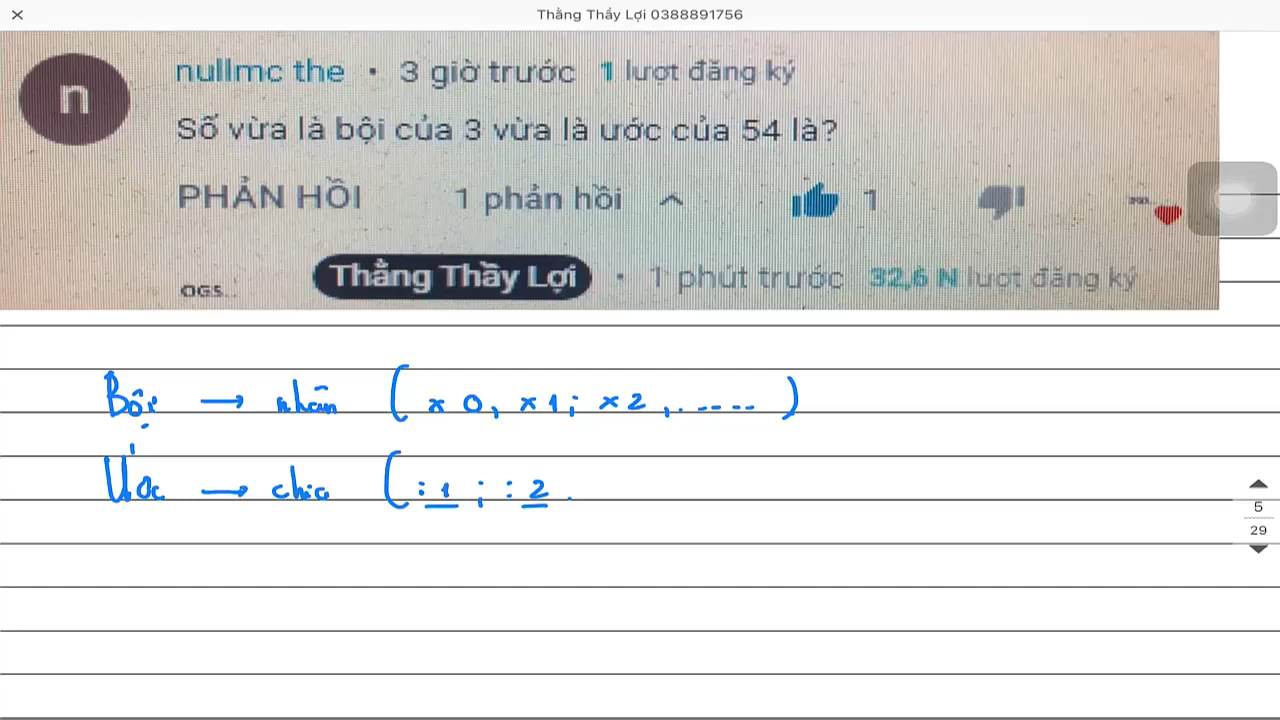 Thằng Thầy Lợi 0388891756
nullmc the • 3 giờ trước 1 lượt đăng ký
n
Số vừa là bội của 3 vừa là ước của 54 là?
PHẢN HỒI 1 phản hồi 1
Thằng Thầy Lợi • 1 phút trước 32,6 N lượt đăng ký
Bội → nhân ( x 0, x 1; x 2, ..... )
Ước → chia ( : 1 ; : 2
5
29